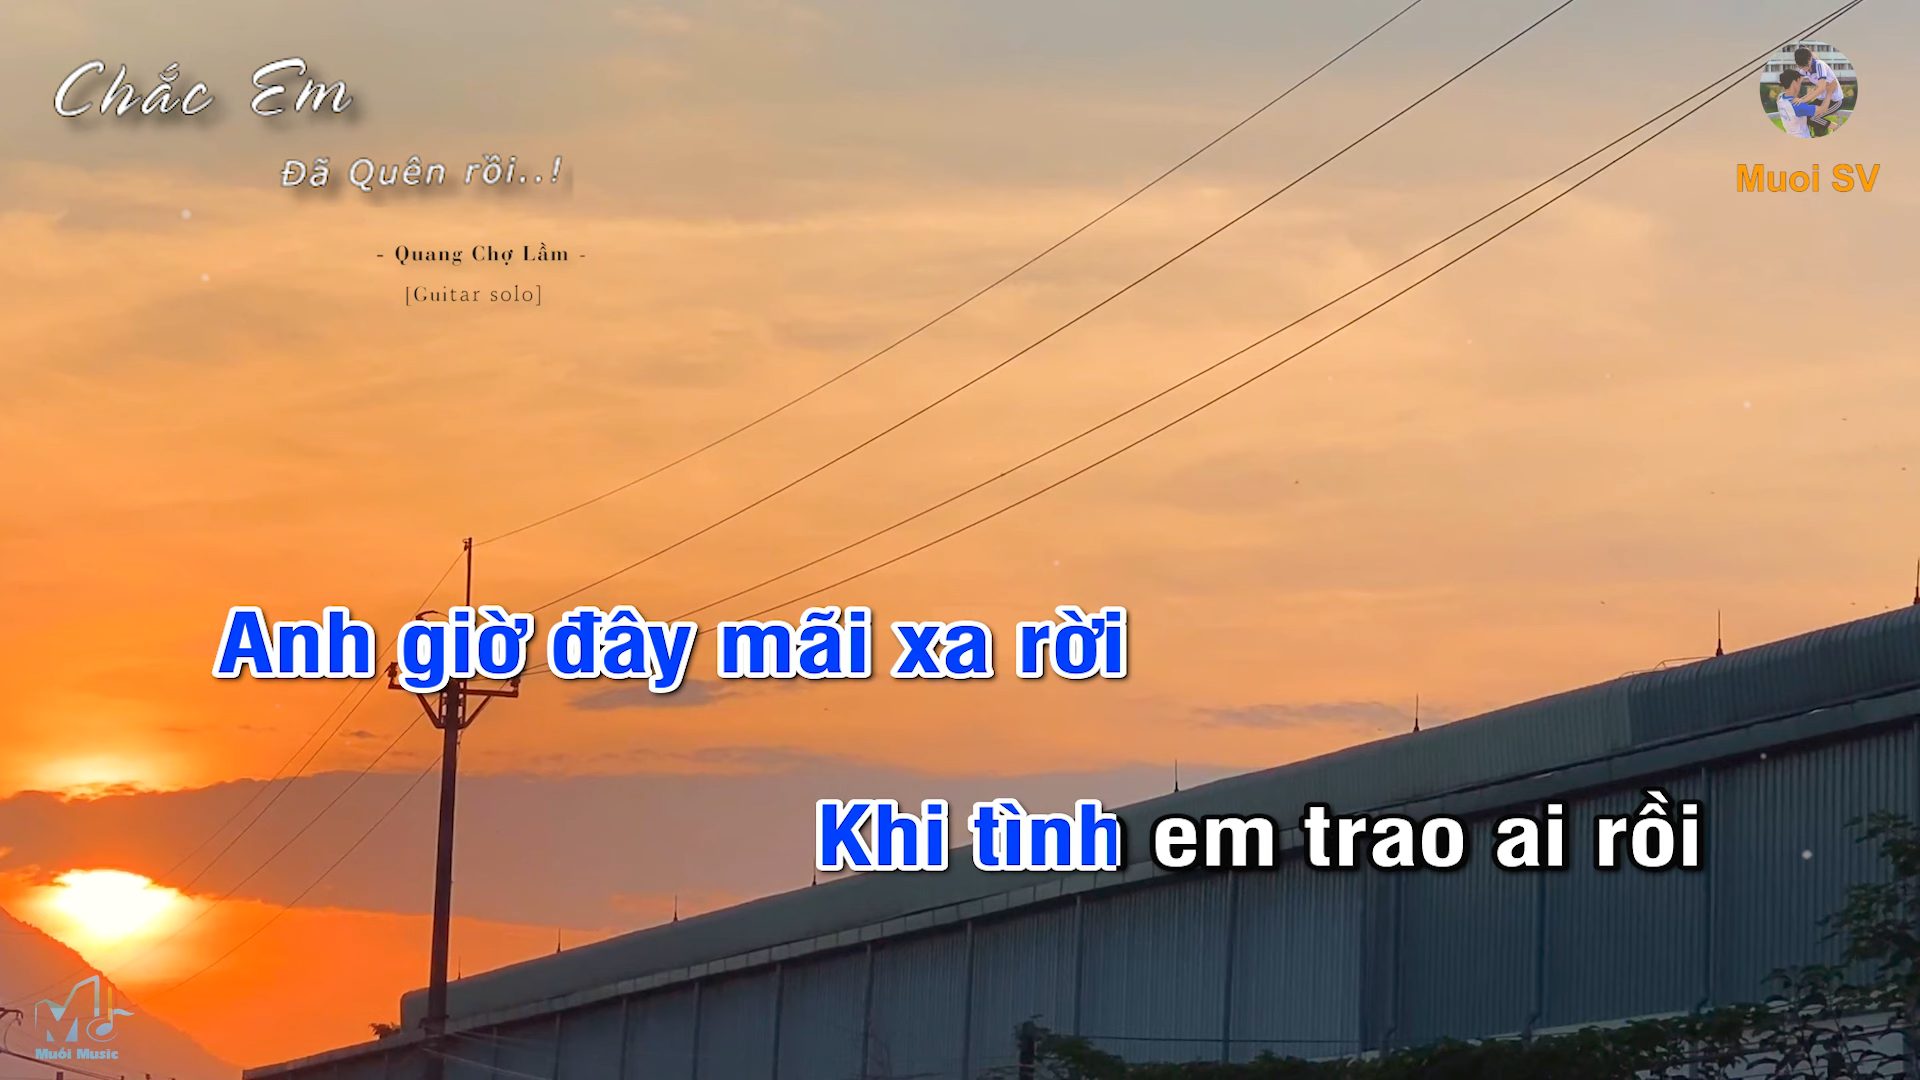 Chắc Em
Đã Quên rồi..!
- Quang Chợ Lầm -
[Guitar solo]
Muoi SV
Anh giờ đây mãi xa rời
Khi tình em trao ai rồi
Muối Music